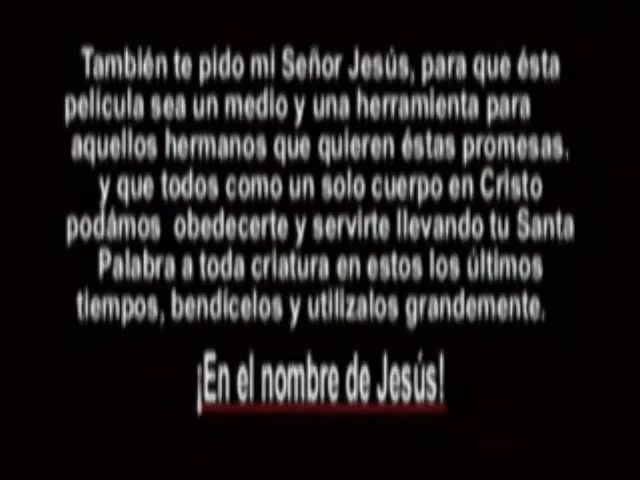 También te pido mi Señor Jesús, para que ésta
película sea un medio y una herramienta para
aquellos hermanos que quieren éstas promesas.
y que todos como un solo cuerpo en Cristo
podámos obedecerte y servirte llevando tu Santa
Palabra a toda criatura en estos los últimos
tiempos, bendicelos y utilizalos grandemente.
¡En el nombre de Jesús!